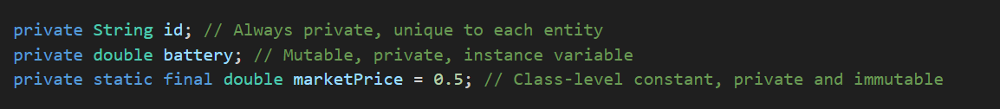 private String id; // Always private, unique to each entity
private double battery; // Mutable, private, instance variable
private static final double marketPrice = 0.5; // Class-level constant, private and immutable